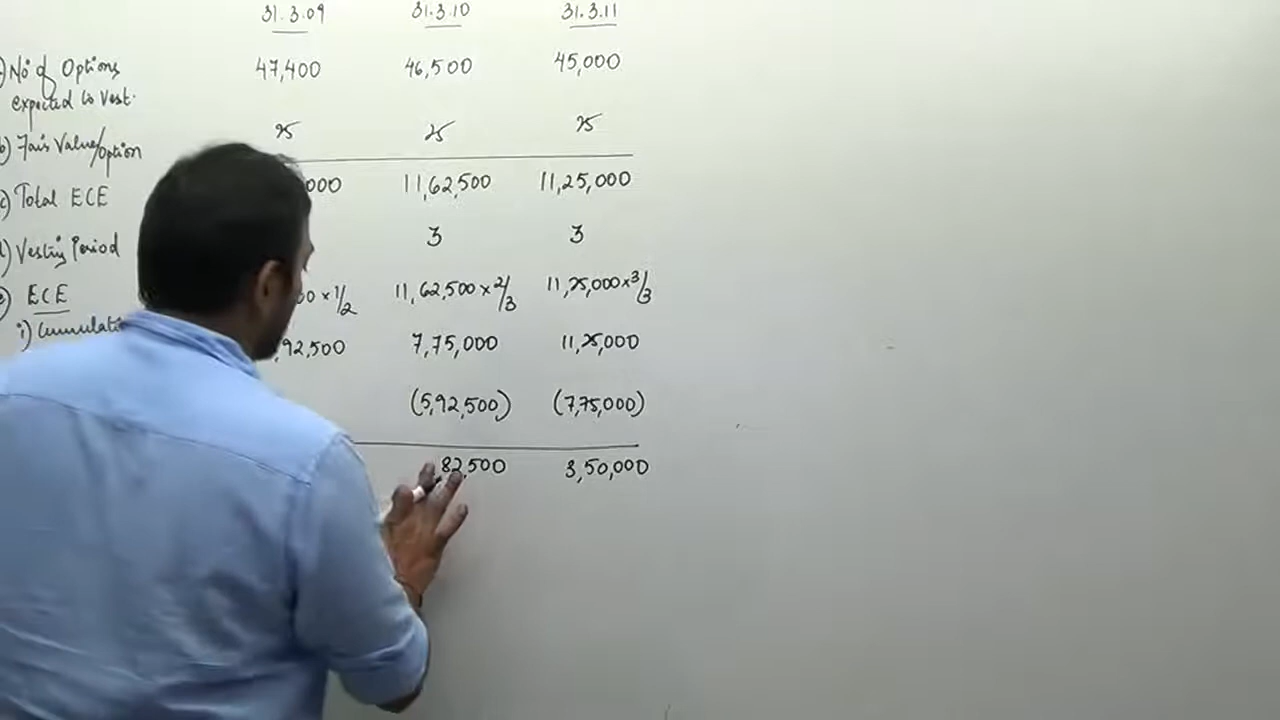 31.3.09 31.3.10 31.3.11
) No of Options 47,400 46,500 45,000
expected to Vest.
b) Fair Value/Option 25 25 25
c) Total ECE 000 11,62,500 11,25,000
d) Vesting Period 3 3
e) ECE 00 x 1/2 11,62,500 x 2/3 11,25,000 x 3/3
i) Cumulati 92,500 7,75,000 11,25,000
(5,92,500) (7,75,000)
82,500 3,50,000